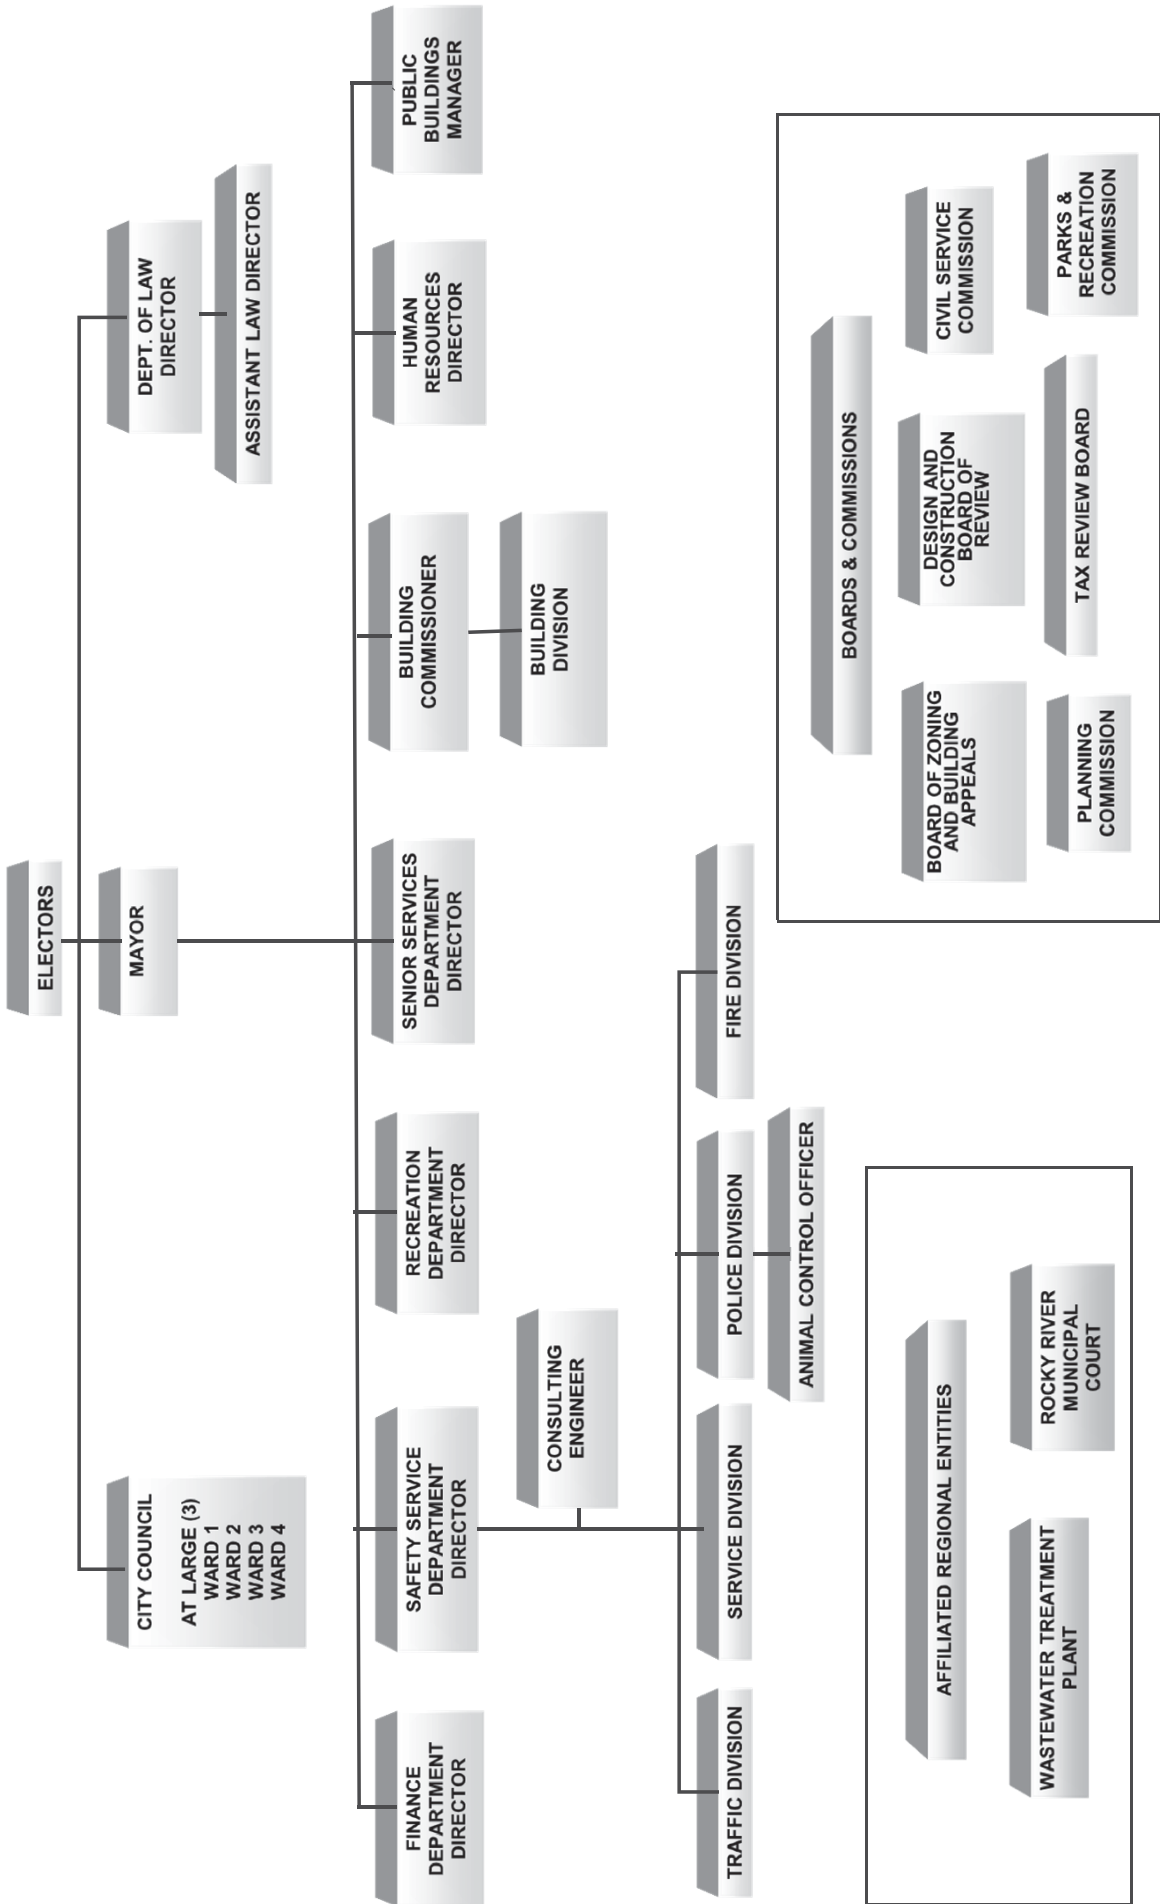 ELECTORS
CITY COUNCIL
AT LARGE (3)
WARD 1
WARD 2
WARD 3
WARD 4
MAYOR
DEPT. OF LAW
DIRECTOR
ASSISTANT LAW DIRECTOR
FINANCE
DEPARTMENT
DIRECTOR
SAFETY SERVICE
DEPARTMENT
DIRECTOR
RECREATION
DEPARTMENT
DIRECTOR
SENIOR SERVICES
DEPARTMENT
DIRECTOR
BUILDING
COMMISSIONER
HUMAN
RESOURCES
DIRECTOR
PUBLIC
BUILDINGS
MANAGER
CONSULTING
ENGINEER
BUILDING
DIVISION
TRAFFIC DIVISION
SERVICE DIVISION
POLICE DIVISION
FIRE DIVISION
ANIMAL CONTROL OFFICER
AFFILIATED REGIONAL ENTITIES
WASTEWATER TREATMENT
PLANT
ROCKY RIVER
MUNICIPAL
COURT
BOARDS & COMMISSIONS
BOARD OF ZONING
AND BUILDING
APPEALS
DESIGN AND
CONSTRUCTION
BOARD OF
REVIEW
CIVIL SERVICE
COMMISSION
PLANNING
COMMISSION
TAX REVIEW BOARD
PARKS &
RECREATION
COMMISSION